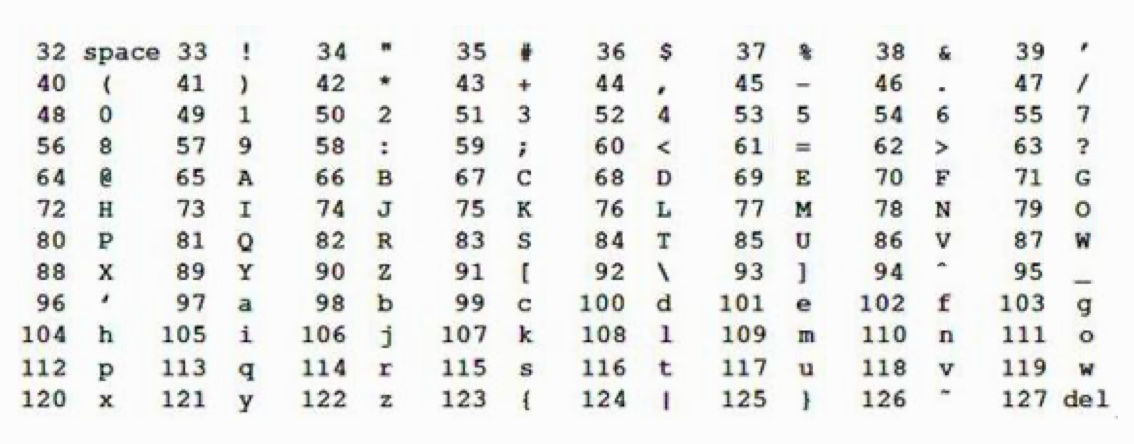 32 space 33 ! 34 " 35 # 36 $ 37 % 38 & 39 ′
40 ( 41 ) 42 * 43 + 44 , 45 − 46 . 47 /
48 0 49 1 50 2 51 3 52 4 53 5 54 6 55 7
56 8 57 9 58 : 59 ; 60 < 61 = 62 > 63 ?
64 @ 65 A 66 B 67 C 68 D 69 E 70 F 71 G
72 H 73 I 74 J 75 K 76 L 77 M 78 N 79 O
80 P 81 Q 82 R 83 S 84 T 85 U 86 V 87 W
88 X 89 Y 90 Z 91 [ 92 \ 93 ] 94 ^ 95 _
96 ‘ 97 a 98 b 99 c 100 d 101 e 102 f 103 g
104 h 105 i 106 j 107 k 108 l 109 m 110 n 111 o
112 p 113 q 114 r 115 s 116 t 117 u 118 v 119 w
120 x 121 y 122 z 123 { 124 | 125 } 126 ~ 127 del